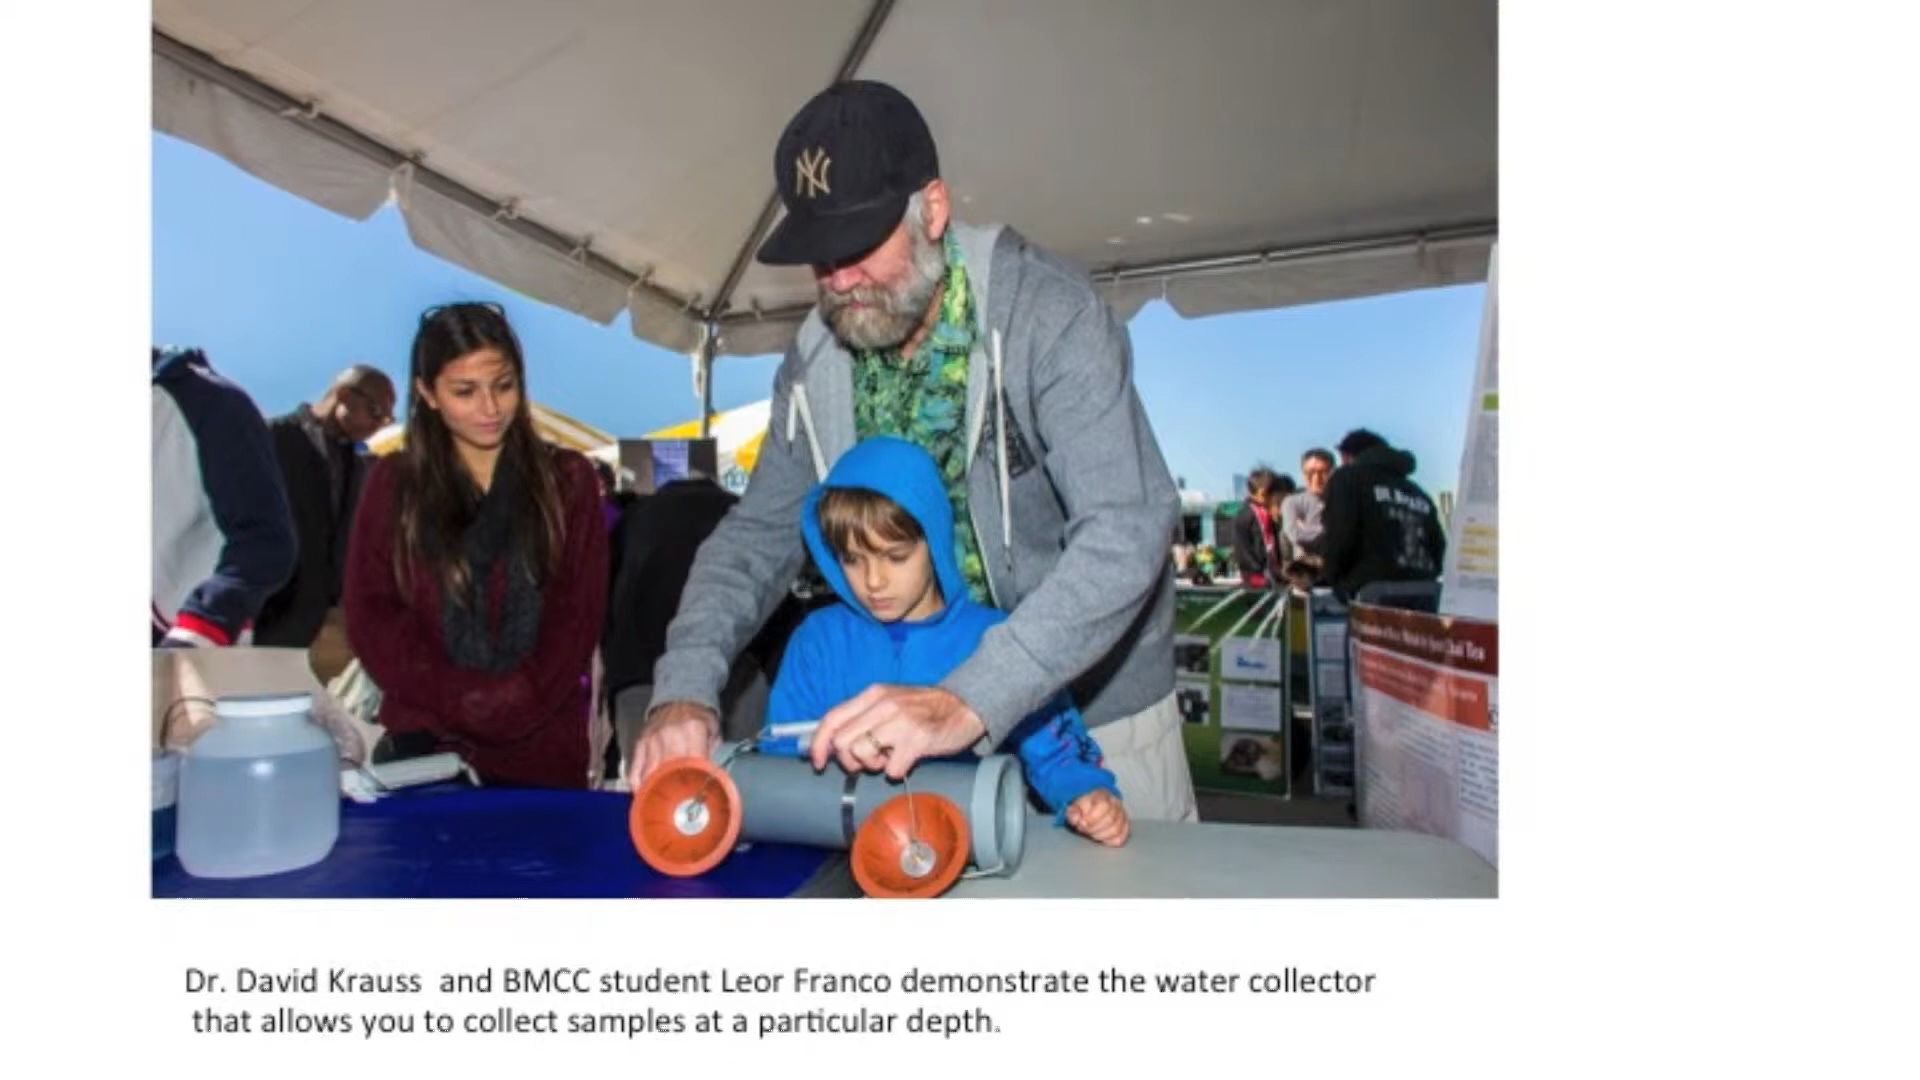 NY
Dr. David Krauss and BMCC student Leor Franco demonstrate the water collector
that allows you to collect samples at a particular depth.